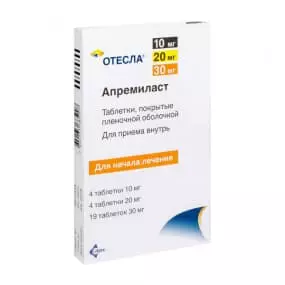 ОТЕСЛА®
10 мг
20 мг
30 мг
Апремиласт
Таблетки, покрытые
пленочной оболочкой
Для приема внутрь
Для начала лечения
4 таблетки 10 мг
4 таблетки 20 мг
19 таблеток 30 мг